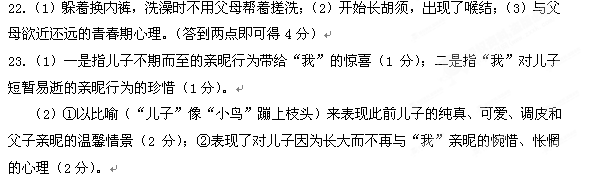 22.（1）躲着换内裤，洗澡时不用父母帮着搓洗；（2）开始长胡须，出现了喉结；（3）与父
母欲近还远的青春期心理。（答到两点即可得4分）
23.（1）一是指儿子不期而至的亲昵行为带给“我”的惊喜（1 分）；二是指“我”对儿子
短暂易逝的亲昵行为的珍惜（1分）。
（2）①以比喻（“儿子”像“小鸟”蹦上枝头）来表现此前儿子的纯真、可爱、调皮和
父子亲昵的温馨情景（2 分）；②表现了对儿子因为长大而不再与“我”亲昵的惋惜、怅惘
的心理（2分）。